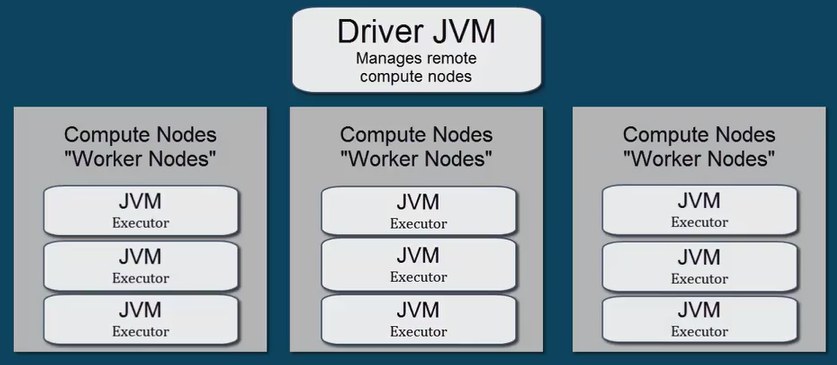 Driver JVM
Manages remote
compute nodes
Compute Nodes
"Worker Nodes"
JVM
Executor
JVM
Executor
JVM
Executor
Compute Nodes
"Worker Nodes"
JVM
Executor
JVM
Executor
JVM
Executor
Compute Nodes
"Worker Nodes"
JVM
Executor
JVM
Executor
JVM
Executor